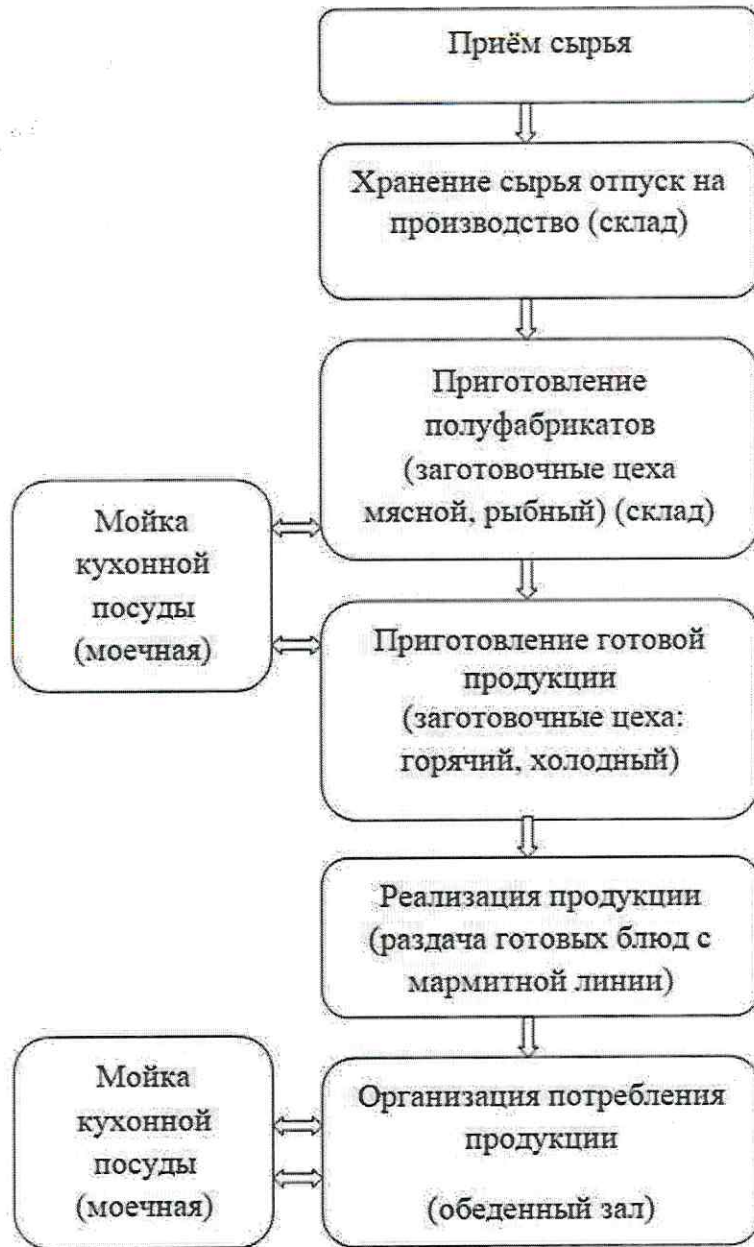 Приём сырья
Хранение сырья отпуск на
производство (склад)
Приготовление
полуфабрикатов
(заготовочные цеха
мясной, рыбный) (склад)
Мойка
кухонной
посуды
(моечная)
Приготовление готовой
продукции
(заготовочные цеха:
горячий, холодный)
Реализация продукции
(раздача готовых блюд с
мармитной линии)
Мойка
кухонной
посуды
(моечная)
Организация потребления
продукции
(обеденный зал)